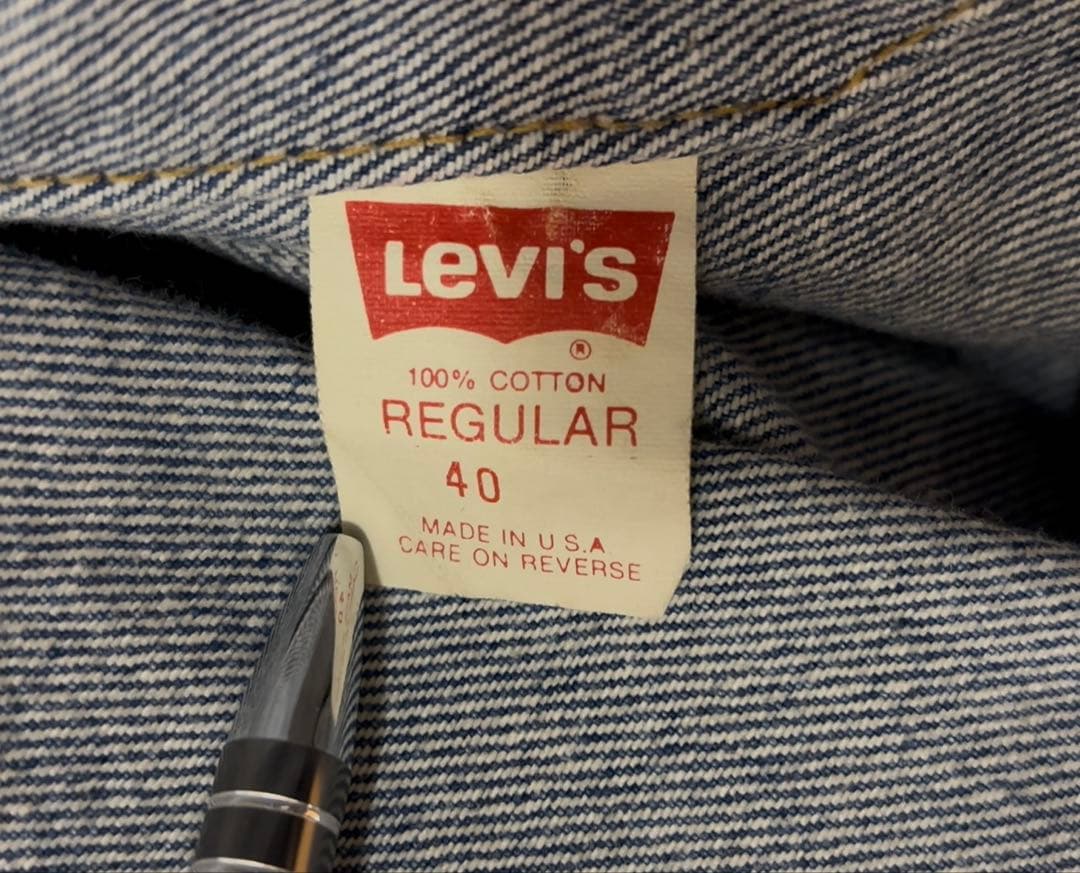 Levi's
®
100% COTTON
REGULAR
40
MADE IN U S.A
CARE ON REVERSE